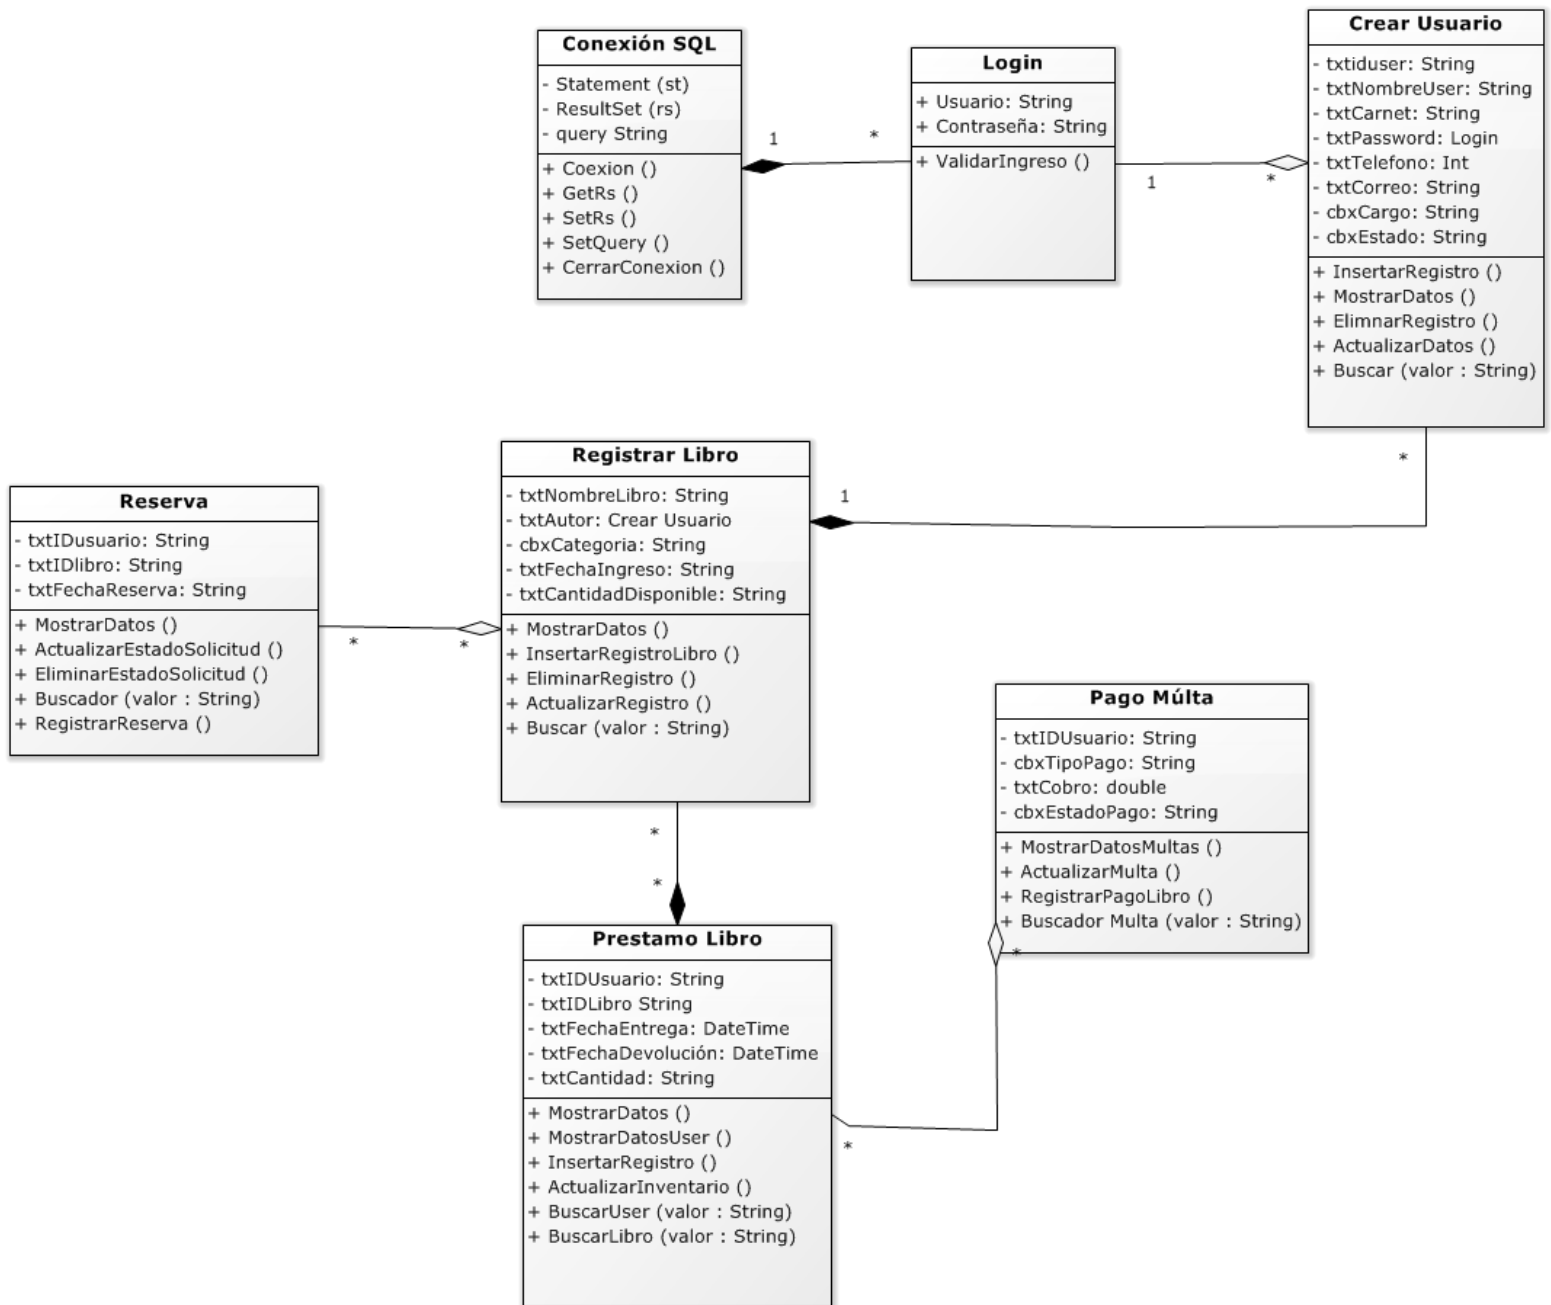 Conexión SQL
- Statement (st)
- ResultSet (rs)
- query String
+ Coexion ()
+ GetRs ()
+ SetRs ()
+ SetQuery ()
+ CerrarConexion ()
1
*
Login
+ Usuario: String
+ Contraseña: String
+ ValidarIngreso ()
1
*
Crear Usuario
- txtiduser: String
- txtNombreUser: String
- txtCarnet: String
- txtPassword: Login
- txtTelefono: Int
- txtCorreo: String
- cbxCargo: String
- cbxEstado: String
+ InsertarRegistro ()
+ MostrarDatos ()
+ ElimnarRegistro ()
+ ActualizarDatos ()
+ Buscar (valor : String)
*
1
Reserva
- txtIDusuario: String
- txtIDlibro: String
- txtFechaReserva: String
+ MostrarDatos ()
+ ActualizarEstadoSolicitud ()
+ EliminarEstadoSolicitud ()
+ Buscador (valor : String)
+ RegistrarReserva ()
*
*
Registrar Libro
- txtNombreLibro: String
- txtAutor: Crear Usuario
- cbxCategoria: String
- txtFechaIngreso: String
- txtCantidadDisponible: String
+ MostrarDatos ()
+ InsertarRegistroLibro ()
+ EliminarRegistro ()
+ ActualizarRegistro ()
+ Buscar (valor : String)
*
*
Pago Múlta
- txtIDUsuario: String
- cbxTipoPago: String
- txtCobro: double
- cbxEstadoPago: String
+ MostrarDatosMultas ()
+ ActualizarMulta ()
+ RegistrarPagoLibro ()
+ Buscador Multa (valor : String)
*
Prestamo Libro
- txtIDUsuario: String
- txtIDLibro String
- txtFechaEntrega: DateTime
- txtFechaDevolución: DateTime
- txtCantidad: String
+ MostrarDatos ()
+ MostrarDatosUser ()
+ InsertarRegistro ()
+ ActualizarInventario ()
+ BuscarUser (valor : String)
+ BuscarLibro (valor : String)
*